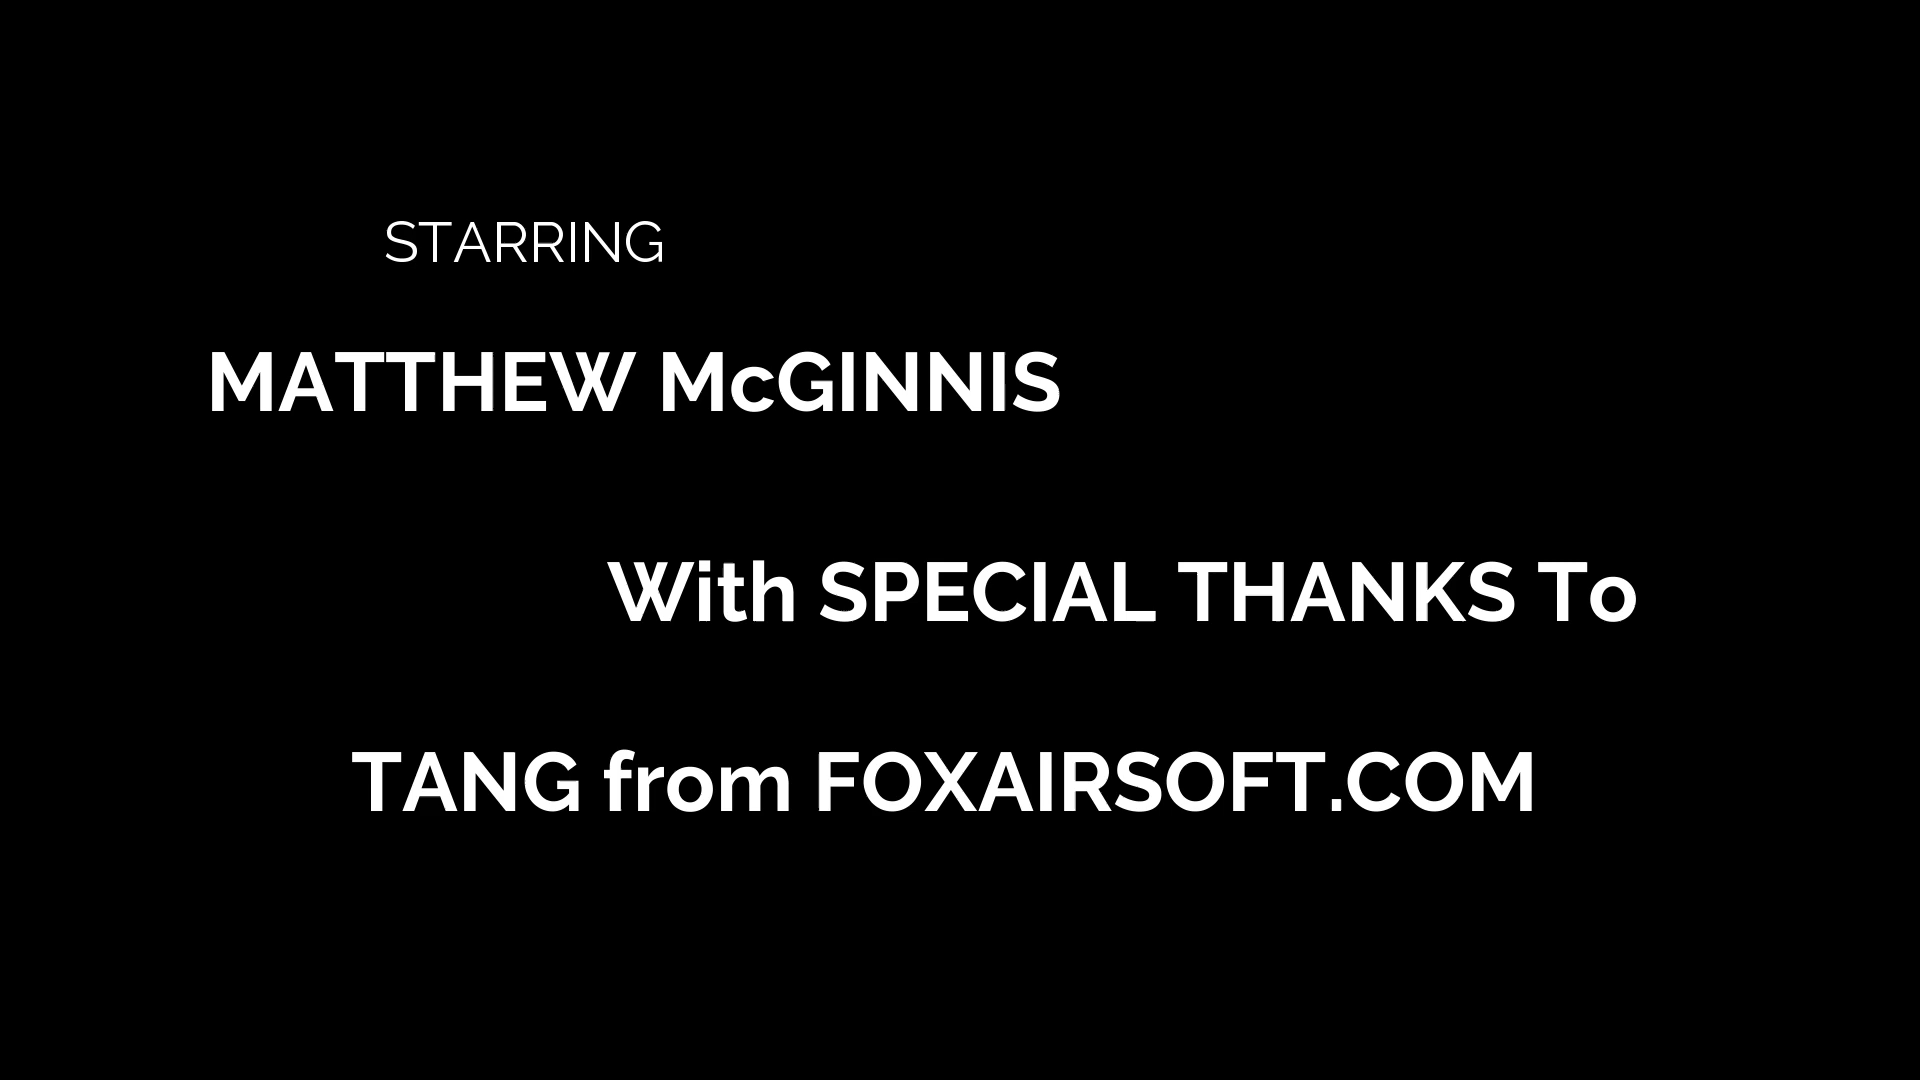 STARRING
MATTHEW McGINNIS
With SPECIAL THANKS To
TANG from FOXAIRSOFT.COM